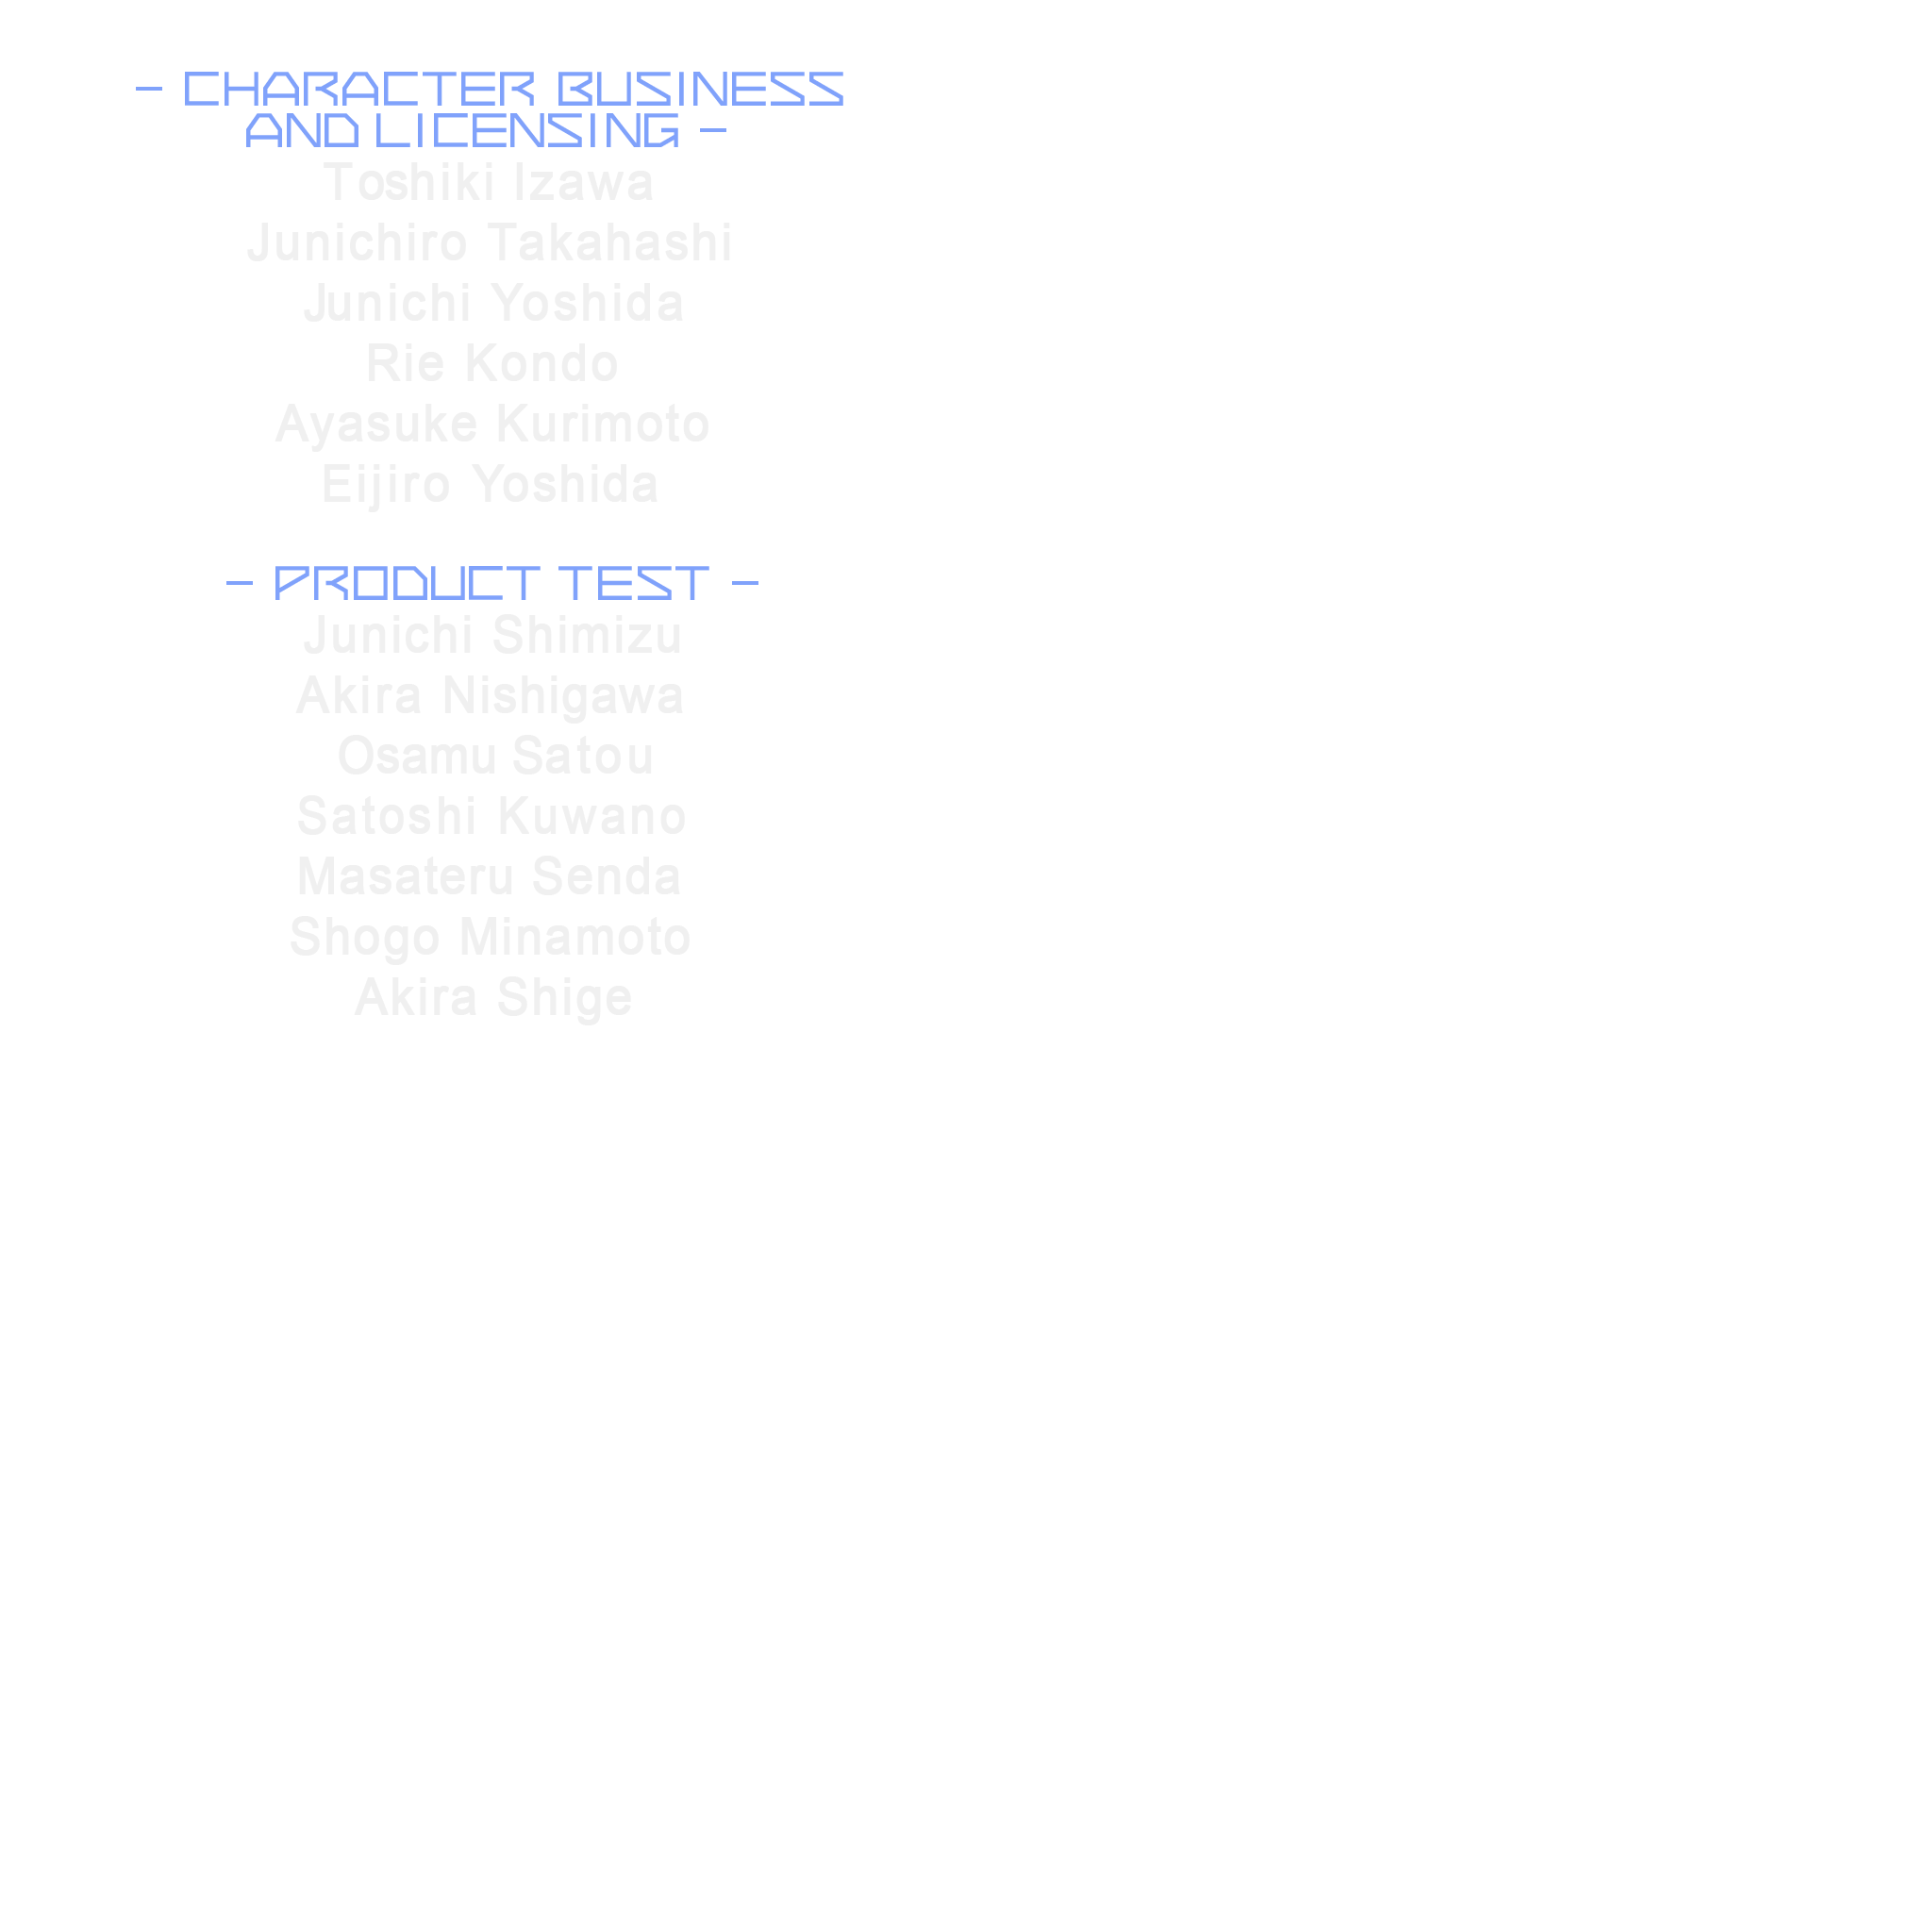 - CHARACTER BUSINESS
AND LICENSING -
Toshiki Izawa
Junichiro Takahashi
Junichi Yoshida
Rie Kondo
Ayasuke Kurimoto
Eijiro Yoshida
- PRODUCT TEST -
Junichi Shimizu
Akira Nishigawa
Osamu Satou
Satoshi Kuwano
Masateru Senda
Shogo Minamoto
Akira Shige